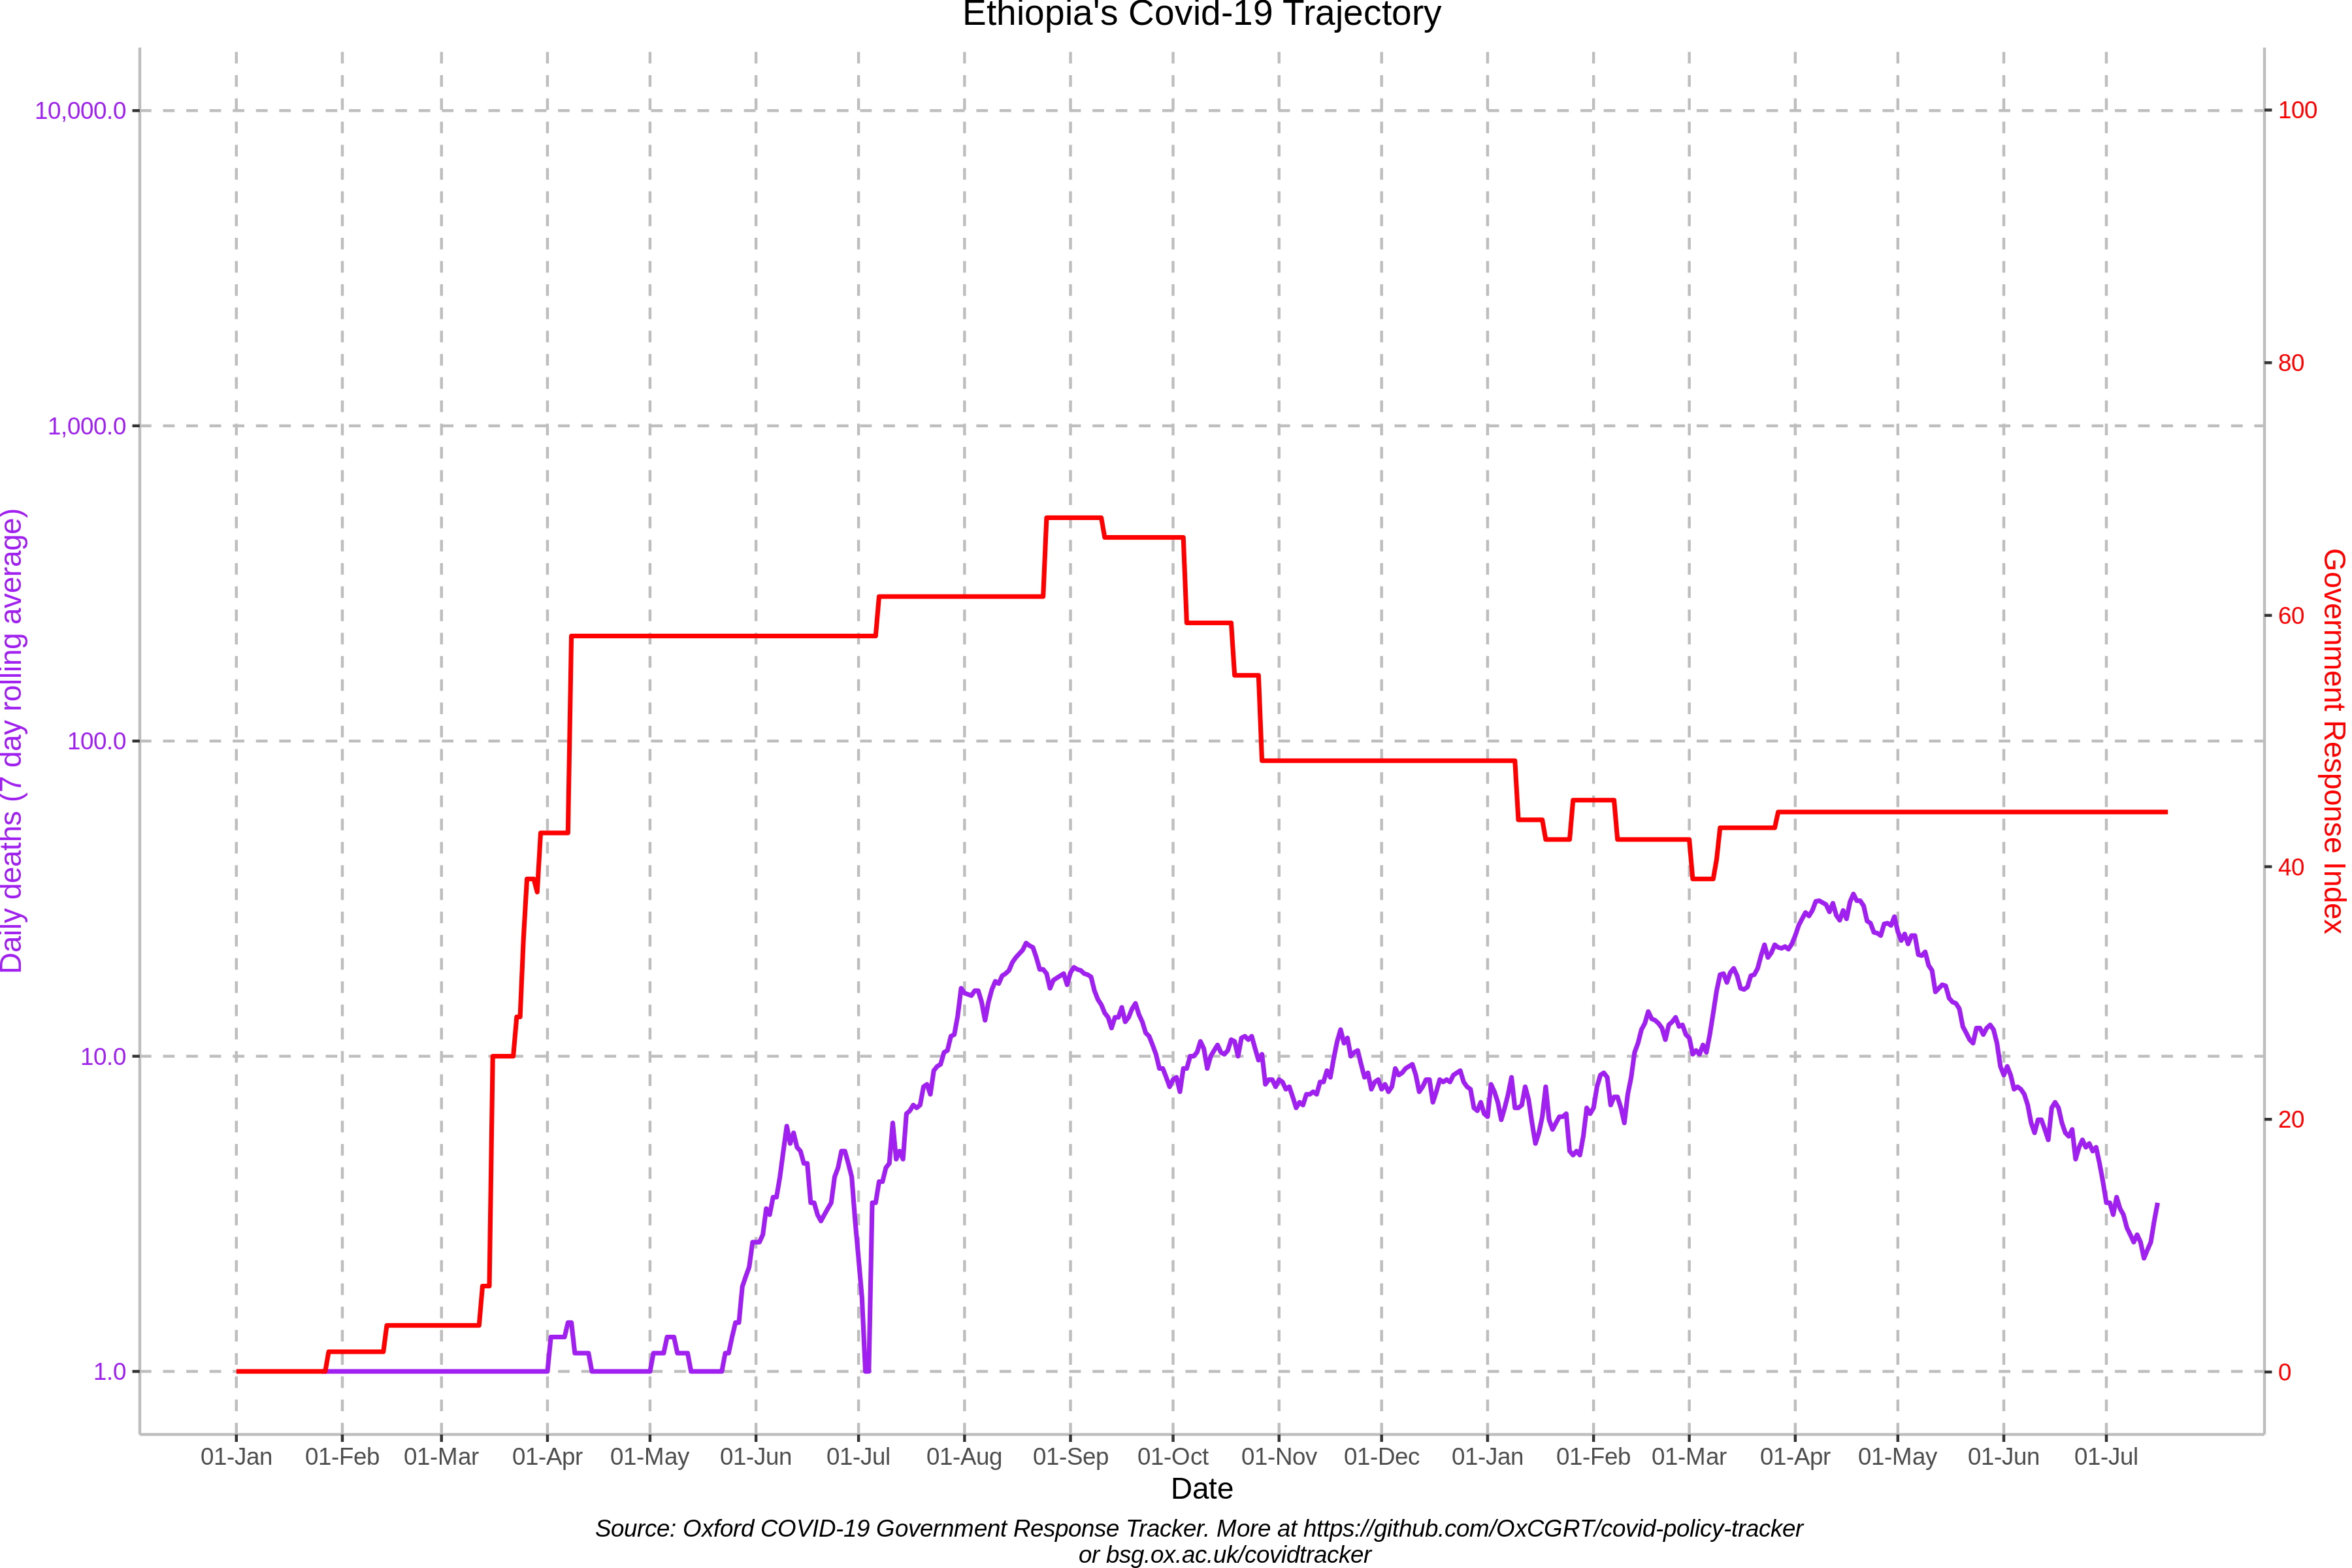 Ethiopia's Covid-19 Trajectory
10,000.0
1,000.0
100.0
10.0
1.0
Daily deaths (7 day rolling average)
100
80
60
40
20
0
Government Response Index
01-Jan 01-Feb 01-Mar 01-Apr 01-May 01-Jun 01-Jul 01-Aug 01-Sep 01-Oct 01-Nov 01-Dec 01-Jan 01-Feb 01-Mar 01-Apr 01-May 01-Jun 01-Jul
Date
Source: Oxford COVID-19 Government Response Tracker. More at https://github.com/OxCGRT/covid-policy-tracker
or bsg.ox.ac.uk/covidtracker